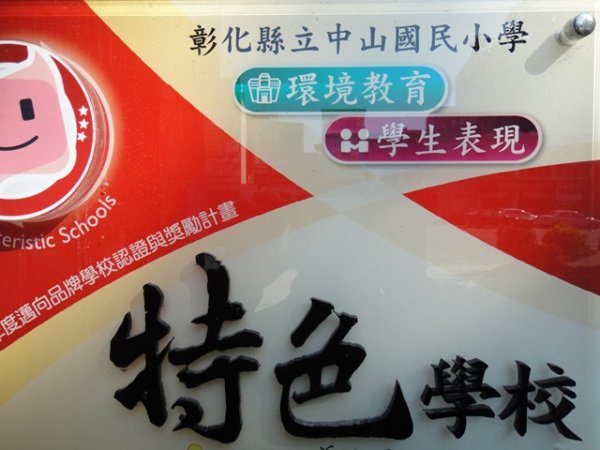 彰化縣立中山國民小學
環境教育
學生表現
teristic Schools
年度邁向品牌學校認證與獎勵計畫
特色學校